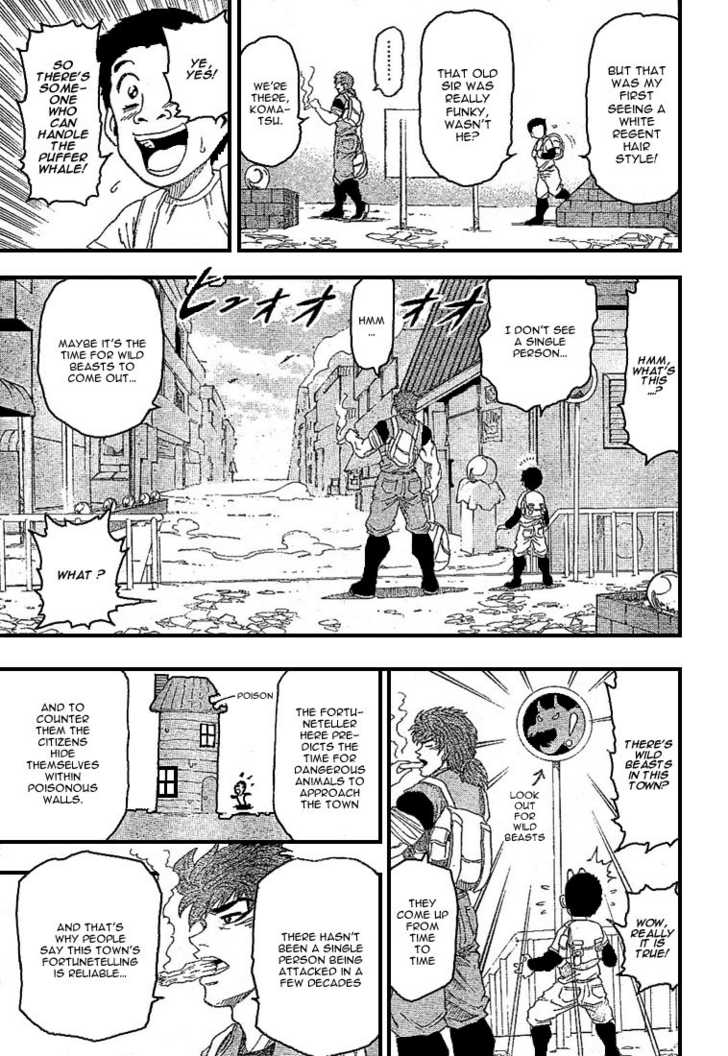 BUT THAT
WAS MY
FIRST
SEEING A
WHITE
REGENT
HAIR
STYLE!
THAT OLD
SIR WAS
REALLY
FUNKY,
WASN'T
HE?
........
WE'RE
THERE,
KOMA-
TSU.
YE,
YES!
SO
THERE'S
SOME-
ONE
WHO
CAN
HANDLE
THE
PUFFER
WHALE!
HMM,
WHAT'S
THIS
....?
I DON'T SEE
A SINGLE
PERSON...
HMM
...
ビュオオオオ
MAYBE IT'S THE
TIME FOR WILD
BEASTS TO
COME OUT...
WHAT ?
THERE'S
WILD
BEASTS
IN THIS
TOWN?
!
LOOK
OUT
FOR
WILD
BEASTS
WOW,
REALLY
IT IS
TRUE!
THEY
COME UP
FROM
TIME
TO
TIME
THE FORTU-
NETELLER
HERE PRE-
DICTS THE
TIME FOR
DANGEROUS
ANIMALS TO
APPROACH
THE TOWN
POISON
AND TO
COUNTER
THEM THE
CITIZENS
HIDE
THEMSELVES
WITHIN
POISONOUS
WALLS.
THERE HASN'T
BEEN A SINGLE
PERSON BEING
ATTACKED IN A
FEW DECADES
AND THAT'S
WHY PEOPLE
SAY THIS TOWN'S
FORTUNETELLING
IS RELIABLE...